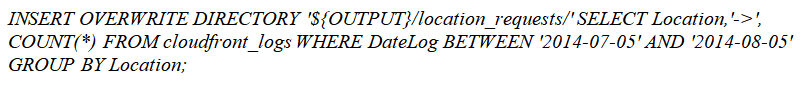 INSERT OVERWRITE DIRECTORY '${OUTPUT}/location_requests/' SELECT Location,'->',
COUNT(*) FROM cloudfront_logs WHERE DateLog BETWEEN '2014-07-05' AND '2014-08-05'
GROUP BY Location;